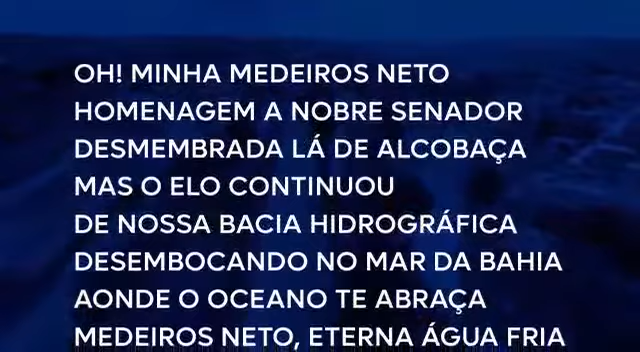 OH! MINHA MEDEIROS NETO
HOMENAGEM A NOBRE SENADOR
DESMEMBRADA LÁ DE ALCOBAÇA
MAS O ELO CONTINUOU
DE NOSSA BACIA HIDROGRÁFICA
DESEMBOCANDO NO MAR DA BAHIA
AONDE O OCEANO TE ABRAÇA
MEDEIROS NETO, ETERNA ÁGUA FRIA